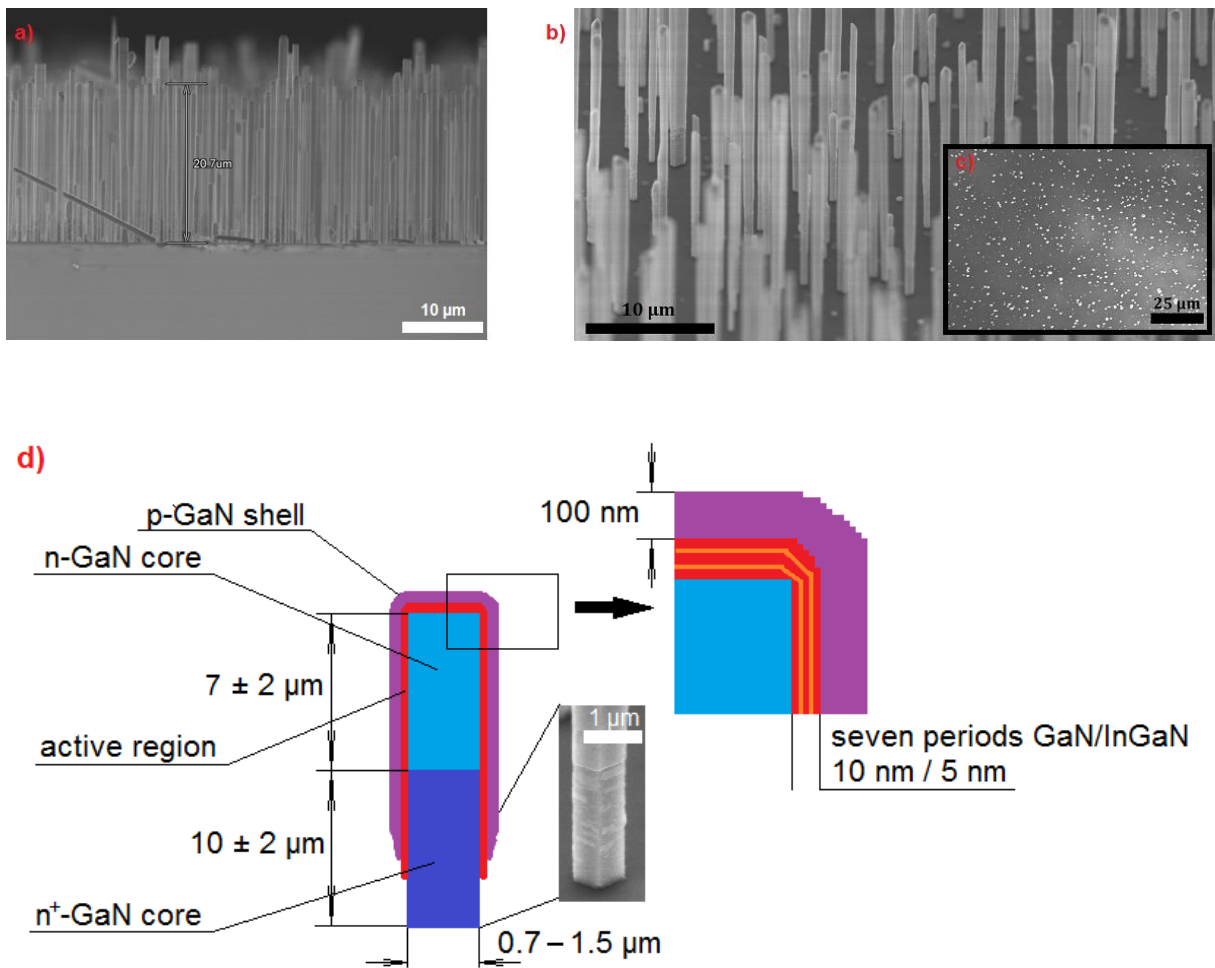 a)
20.7um
10 µm
b)
10 µm
c)
25 µm
d)
p-GaN shell
n-GaN core
7 ± 2 µm
active region
10 ± 2 µm
n⁺-GaN core
0.7 – 1.5 µm
1 µm
100 nm
seven periods GaN/InGaN
10 nm / 5 nm